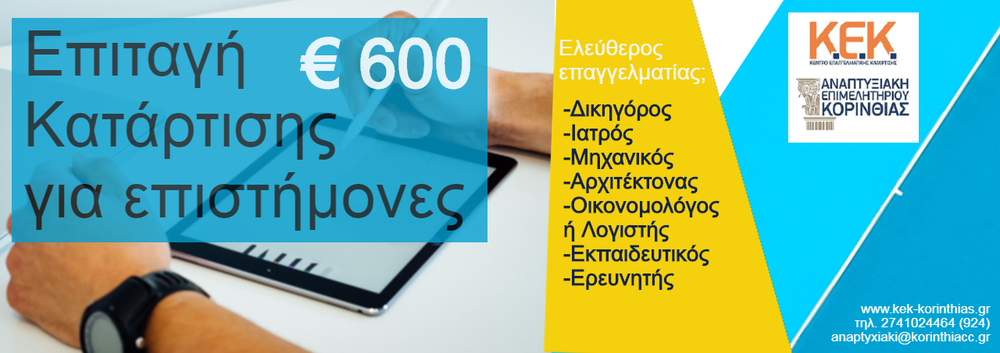 Επιταγή € 600
Κατάρτισης
για επιστήμονες
Ελεύθερος
επαγγελματίας;
-Δικηγόρος
-Ιατρός
-Μηχανικός
-Αρχιτέκτονας
-Οικονομολόγος
ή Λογιστής
-Εκπαιδευτικός
-Ερευνητής
Κ.Ε.Κ.
ΚΕΝΤΡΟ ΕΠΑΓΓΕΛΜΑΤΙΚΗΣ ΚΑΤΑΡΤΙΣΗΣ
ΑΝΑΠΤΥΞΙΑΚΗ
ΕΠΙΜΕΛΗΤΗΡΙΟΥ
ΚΟΡΙΝΘΙΑΣ
www.kek-korinthias.gr
τηλ. 2741024464 (924)
anaptyxiaki@korinthiacc.gr